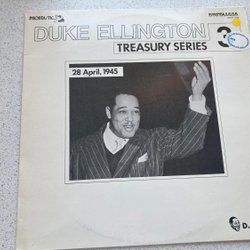 DUKE ELLINGTON
TREASURY SERIES
3
28 April, 1945